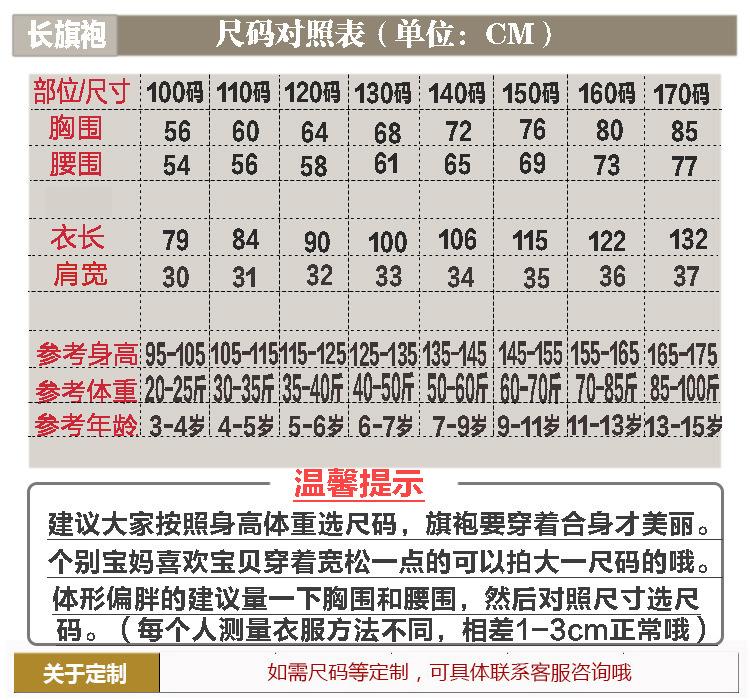 长旗袍 尺码对照表（单位：CM）
部位/尺寸 100码 110码 120码 130码 140码 150码 160码 170码
胸围 56 60 64 68 72 76 80 85
腰围 54 56 58 61 65 69 73 77
衣长 79 84 90 100 106 115 122 132
肩宽 30 31 32 33 34 35 36 37
参考身高 95-105 105-115 115-125 125-135 135-145 145-155 155-165 165-175
参考体重 20-25斤 30-35斤 35-40斤 40-50斤 50-60斤 60-70斤 70-85斤 85-100斤
参考年龄 3-4岁 4-5岁 5-6岁 6-7岁 7-9岁 9-11岁 11-13岁 13-15岁
温馨提示
建议大家按照身高体重选尺码，旗袍要穿着合身才美丽。
个别宝妈喜欢宝贝穿着宽松一点的可以拍大一尺码的哦。
体形偏胖的建议量一下胸围和腰围，然后对照尺寸选尺
码。（每个人测量衣服方法不同，相差1-3cm正常哦）
关于定制 如需尺码等定制，可具体联系客服咨询哦